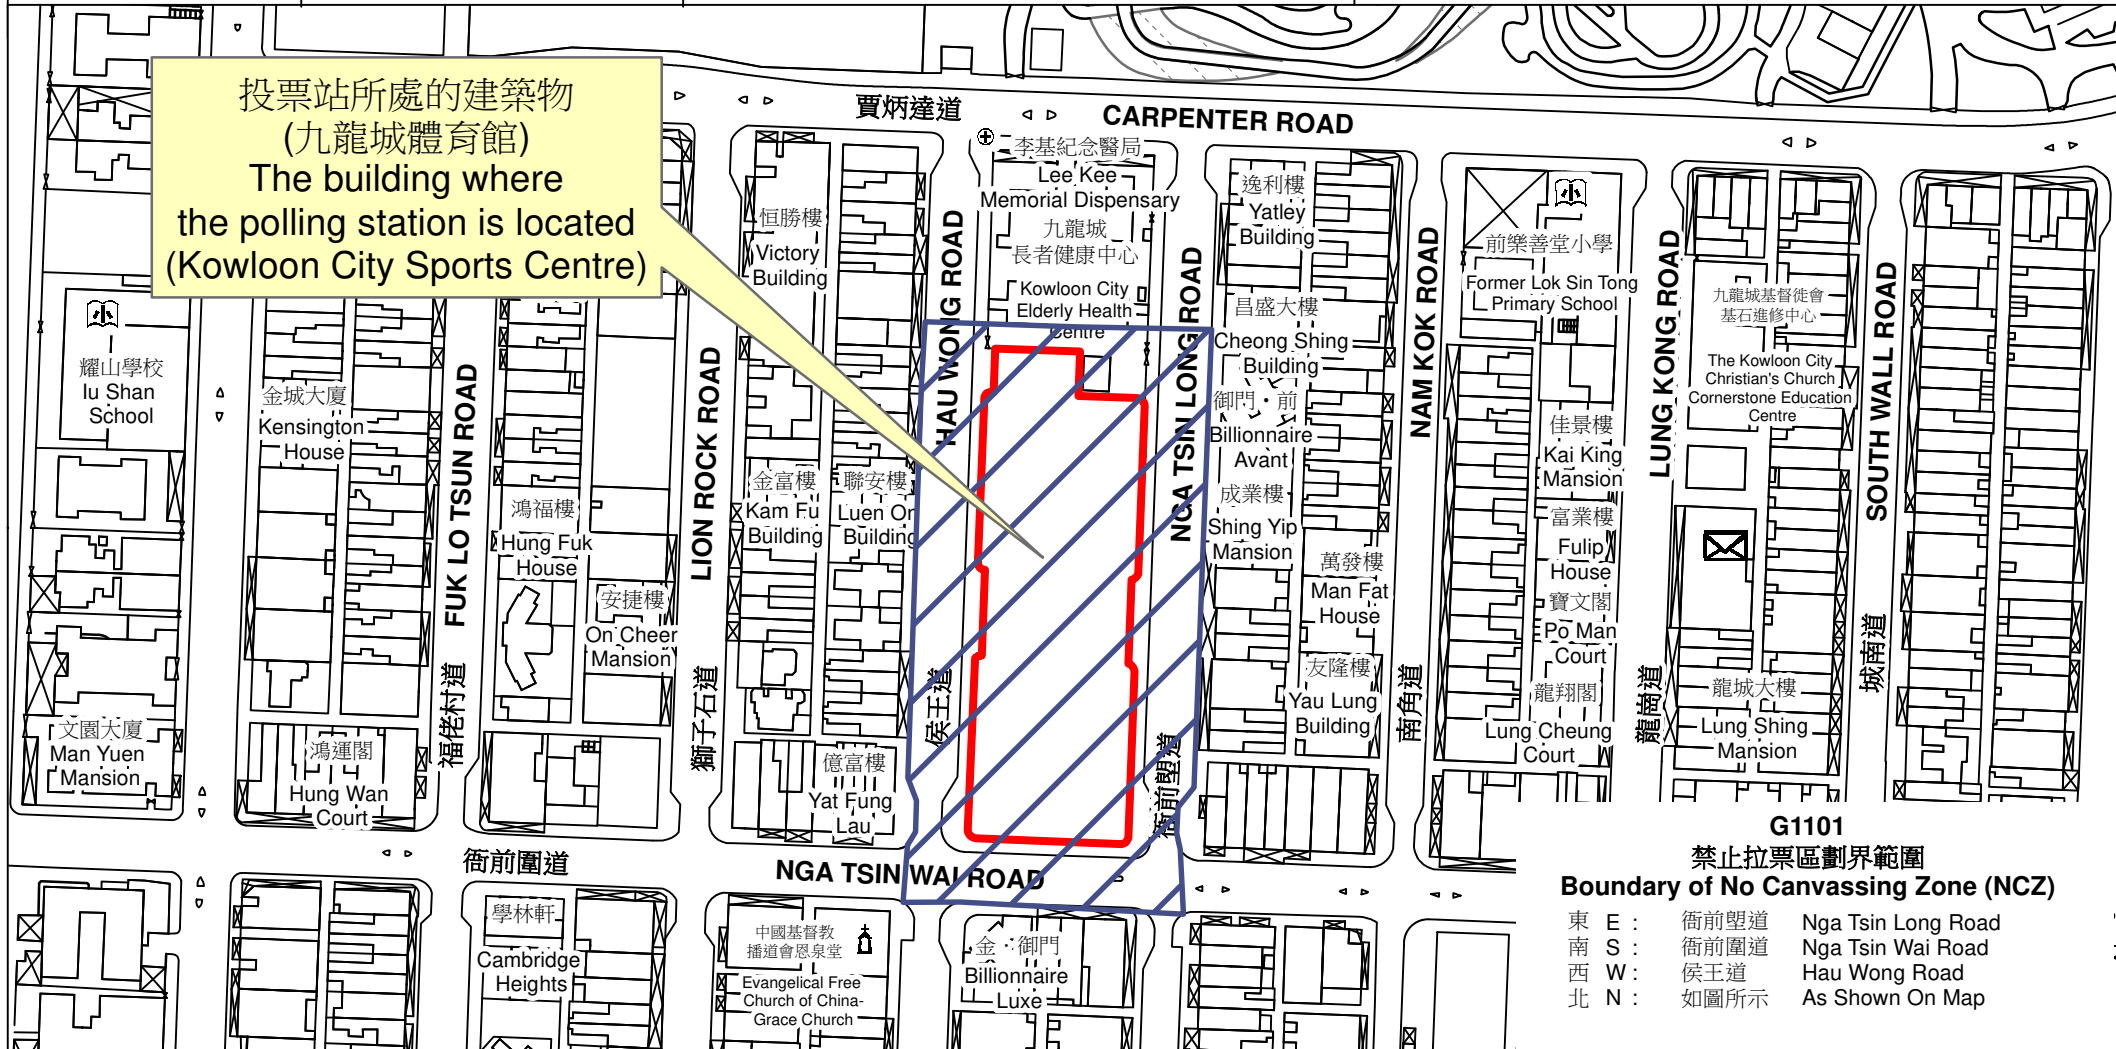 投票站所處的建築物
(九龍城體育館)
The building where
the polling station is located
(Kowloon City Sports Centre)
賈炳達道
CARPENTER ROAD
李基紀念醫局
Lee Kee
Memorial Dispensary
九龍城
長者健康中心
Kowloon City
Elderly Health
Centre
恒勝樓
Victory
Building
逸利樓
Yatley
Building
昌盛大樓
Cheong Shing
Building
御門・前
Billionnaire
Avant
成業樓
Shing Yip
Mansion
萬發樓
Man Fat
House
友隆樓
Yau Lung
Building
前樂善堂小學
Former Lok Sin Tong
Primary School
九龍城基督徒會
基石進修中心
The Kowloon City
Christian's Church
Cornerstone Education
Centre
佳景樓
Kai King
Mansion
富業樓
Fulip
House
寶文閣
Po Man
Court
龍翔閣
Lung Cheung
Court
龍城大樓
Lung Shing
Mansion
耀山學校
Iu Shan
School
金城大廈
Kensington
House
鴻福樓
Hung Fuk
House
安捷樓
On Cheer
Mansion
金富樓
Kam Fu
Building
聯安樓
Luen On
Building
文園大廈
Man Yuen
Mansion
鴻運閣
Hung Wan
Court
億富樓
Yat Fung
Lau
FUK LO TSUN ROAD
福佬村道
LION ROCK ROAD
獅子石道
HAU WONG ROAD
侯王道
NGA TSIN LONG ROAD
衙前塱道
NAM KOK ROAD
南角道
LUNG KONG ROAD
龍崗道
SOUTH WALL ROAD
城南道
衙前圍道
NGA TSIN WAI ROAD
學林軒
Cambridge
Heights
中國基督教
播道會恩泉堂
Evangelical Free
Church of China-
Grace Church
金・御門
Billionnaire
Luxe
G1101
禁止拉票區劃界範圍
Boundary of No Canvassing Zone (NCZ)
東 E : 衙前塱道 Nga Tsin Long Road
南 S : 衙前圍道 Nga Tsin Wai Road
西 W : 侯王道 Hau Wong Road
北 N : 如圖所示 As Shown On Map